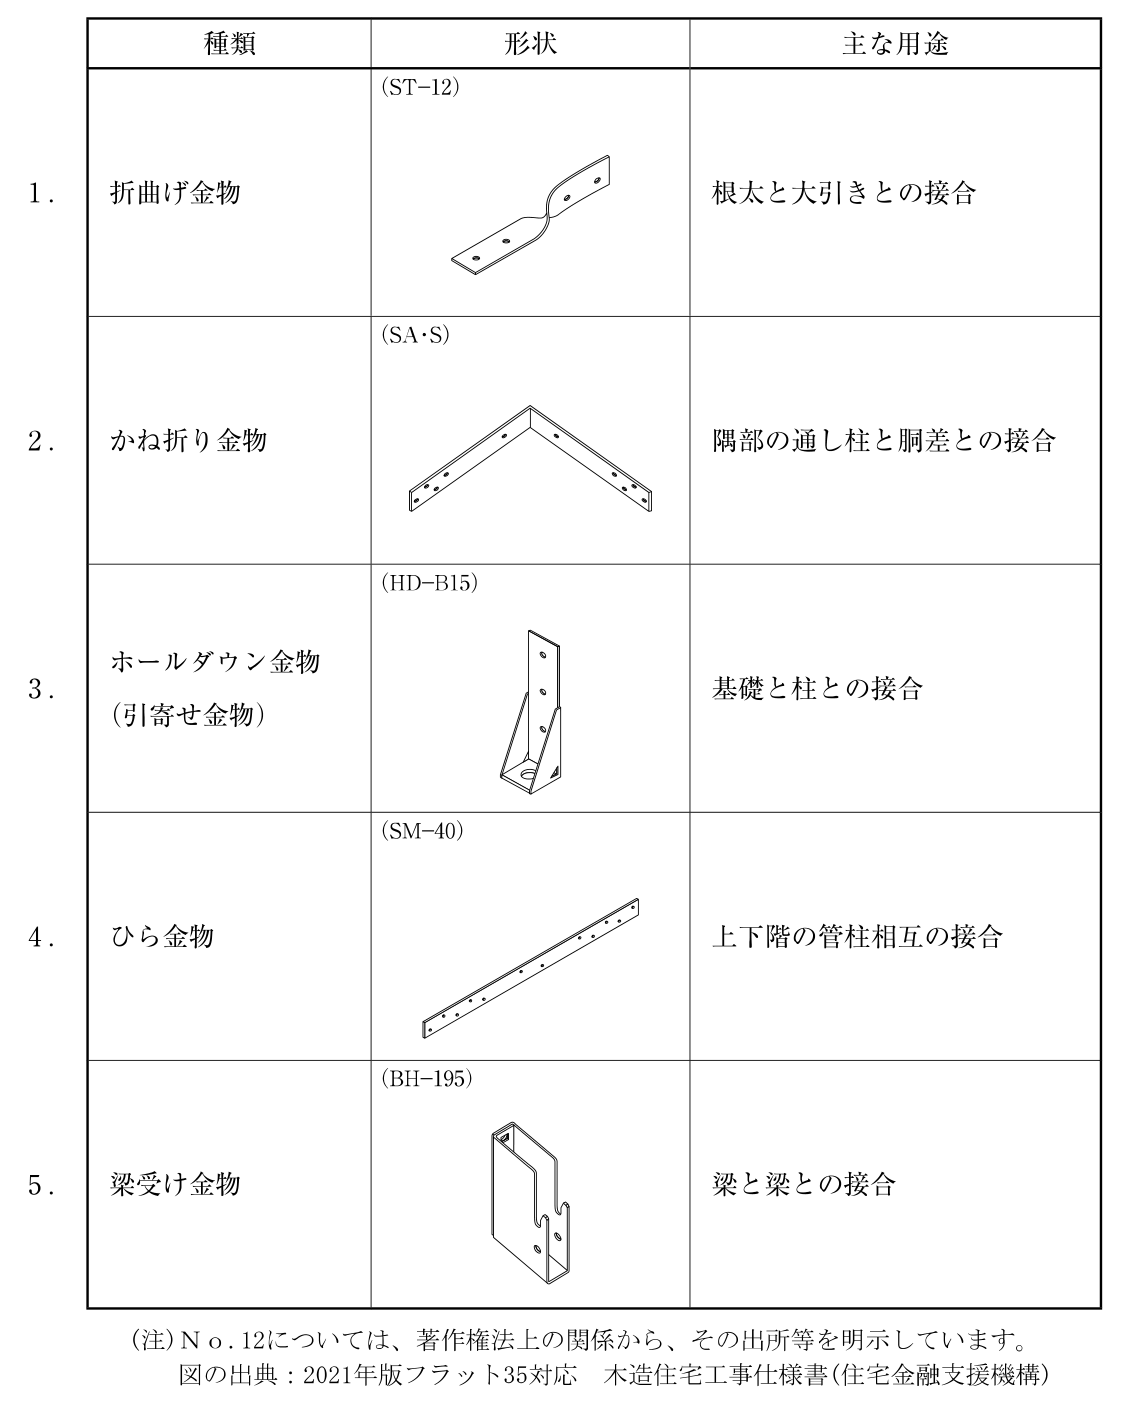 種類 形状 主な用途
(ST−12)
1. 折曲げ金物 根太と大引きとの接合
(SA・S)
2. かね折り金物 隅部の通し柱と胴差との接合
(HD−B15)
ホールダウン金物
3. 基礎と柱との接合
(引寄せ金物)
(SM−40)
4. ひら金物 上下階の管柱相互の接合
(BH−195)
5. 梁受け金物 梁と梁との接合
(注)Ｎｏ.12については、著作権法上の関係から、その出所等を明示しています。
図の出典：2021年版フラット35対応　木造住宅工事仕様書(住宅金融支援機構)